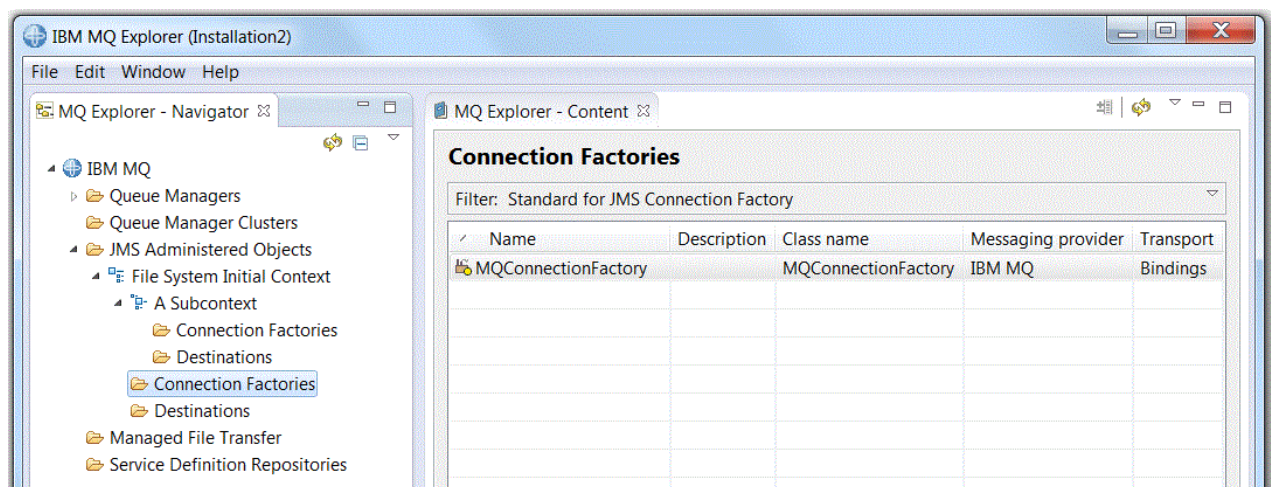 IBM MQ Explorer (Installation2)
File Edit Window Help
MQ Explorer - Navigator
IBM MQ
Queue Managers
Queue Manager Clusters
JMS Administered Objects
File System Initial Context
A Subcontext
Connection Factories
Destinations
Connection Factories
Destinations
Managed File Transfer
Service Definition Repositories
MQ Explorer - Content
Connection Factories
Filter: Standard for JMS Connection Factory
Name Description Class name Messaging provider Transport
MQConnectionFactory MQConnectionFactory IBM MQ Bindings